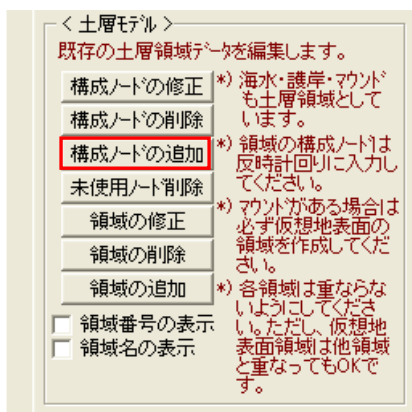 < 土層ﾓﾃﾞﾙ >
既存の土層領域ﾃﾞｰﾀを編集します。
構成ﾉｰﾄﾞの修正
構成ﾉｰﾄﾞの削除
構成ﾉｰﾄﾞの追加
未使用ﾉｰﾄﾞ削除
領域の修正
領域の削除
領域の追加
領域番号の表示
領域名の表示
*) 海水・護岸・ﾏｳﾝﾄﾞ
も土層領域として
います。
*) 領域の構成ﾉｰﾄﾞは
反時計回りに入力し
てください。
*) ﾏｳﾝﾄﾞがある場合は
必ず仮想地表面の
領域を作成してくだ
さい。
*) 各領域は重ならな
いようにしてくださ
い。ただし、仮想地
表面領域は他領域
と重なってもOKで
す。